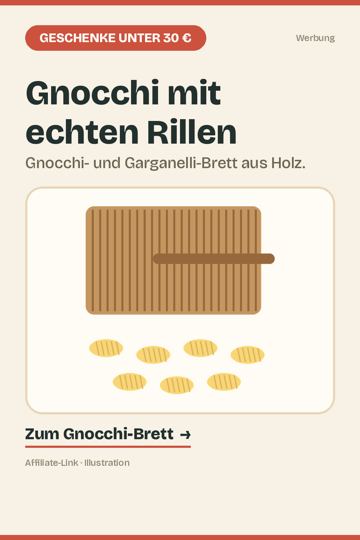 GESCHENKE UNTER 30 €
Werbung
Gnocchi mit
echten Rillen
Gnocchi- und Garganelli-Brett aus Holz.
Zum Gnocchi-Brett →
Affiliate-Link · Illustration